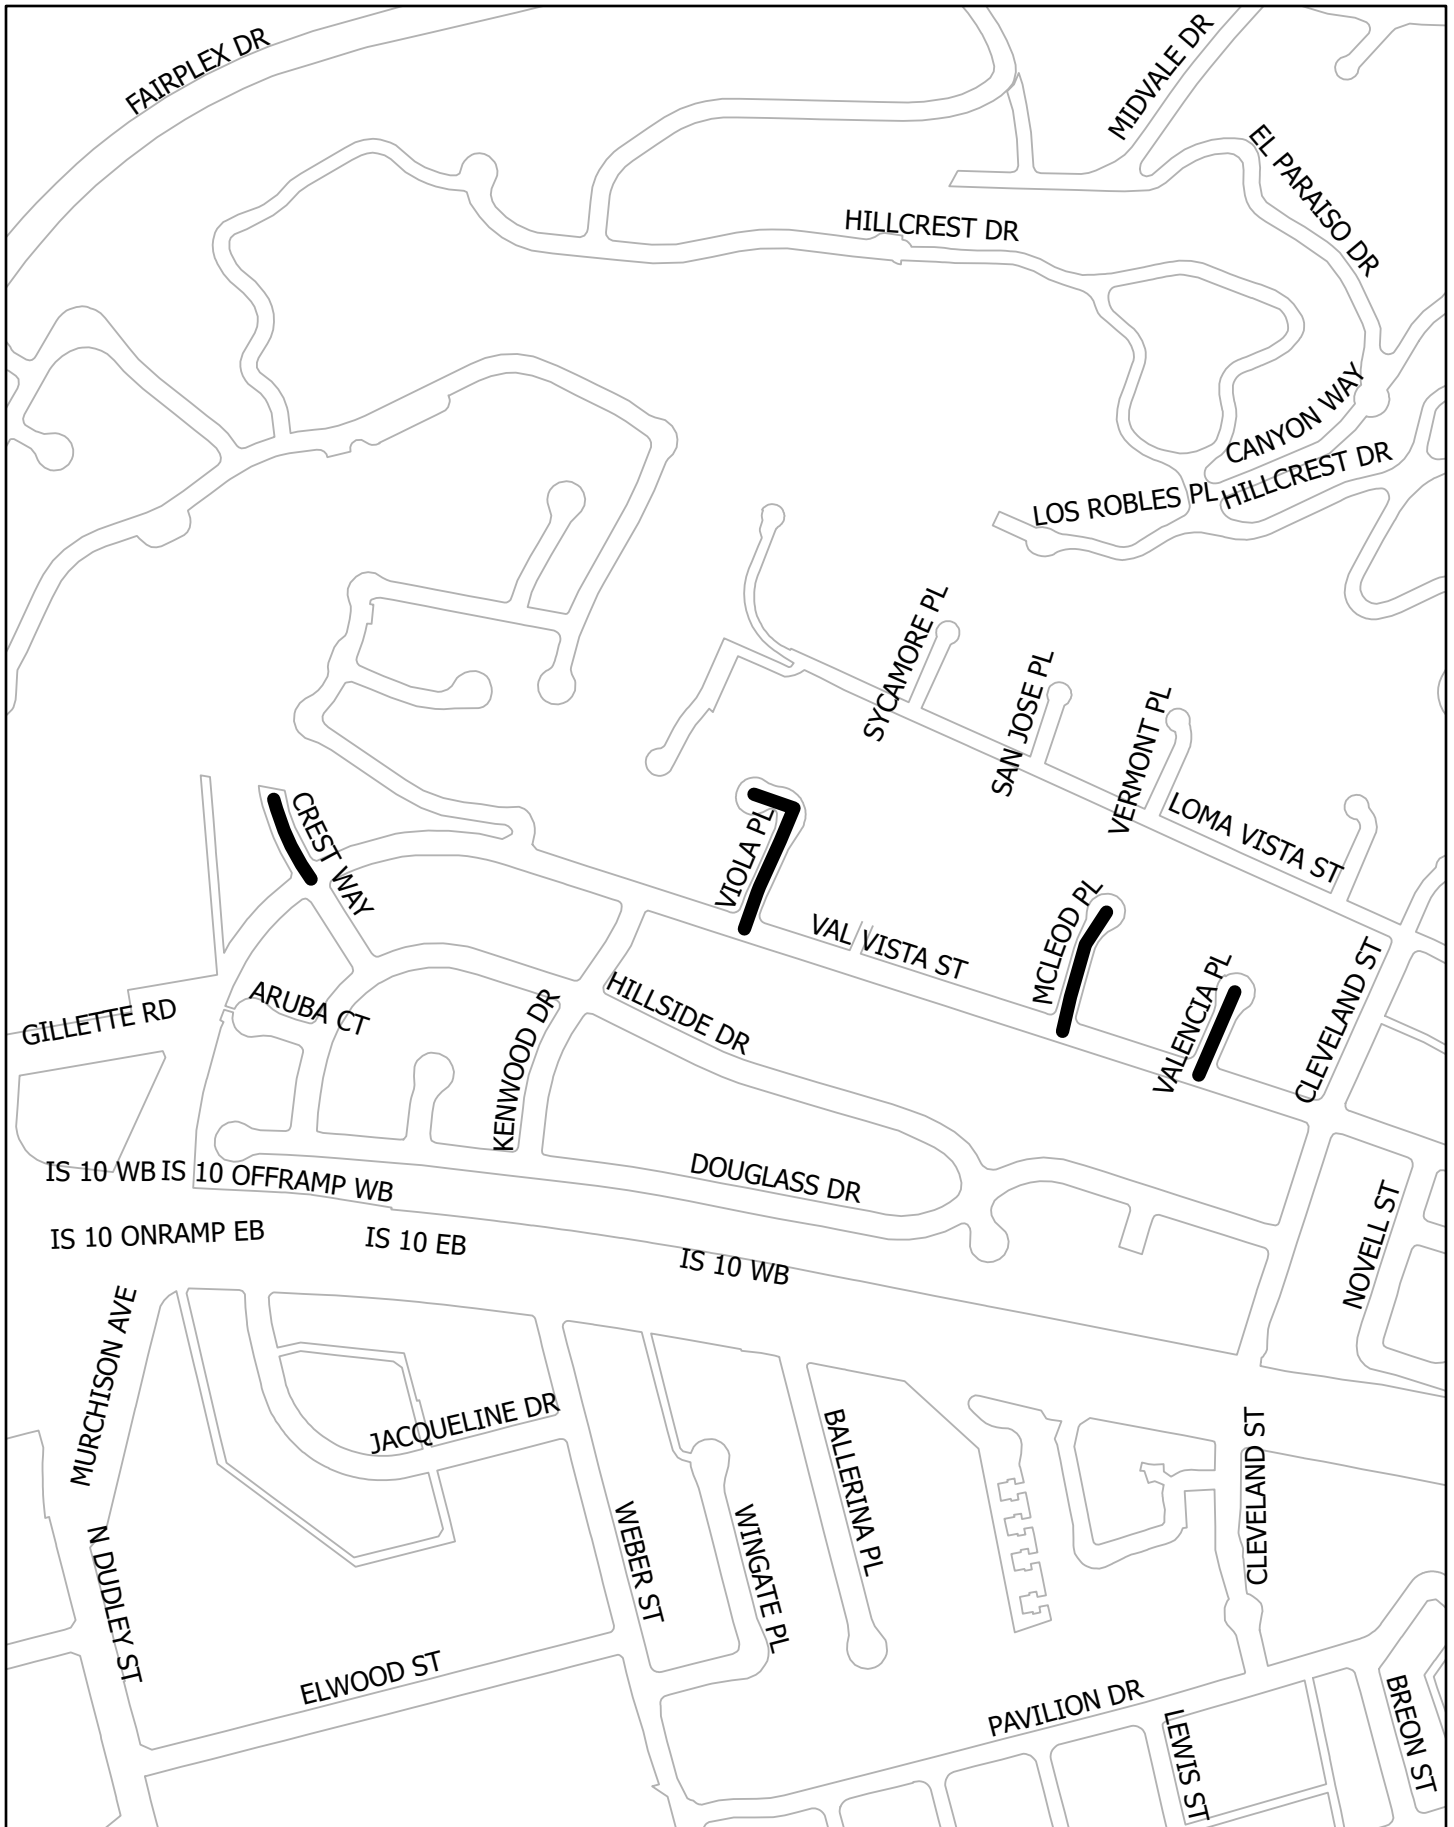 FAIRPLEX DR
MIDVALE DR
EL PARAISO DR
HILLCREST DR
CANYON WAY
LOS ROBLES PL
HILLCREST DR
SYCAMORE PL
SAN JOSE PL
VERMONT PL
LOMA VISTA ST
CREST WAY
VIOLA PL
VAL VISTA ST
MCLEOD PL
VALENCIA PL
CLEVELAND ST
GILLETTE RD
ARUBA CT
KENWOOD DR
HILLSIDE DR
DOUGLASS DR
IS 10 WB
IS 10 OFFRAMP WB
IS 10 ONRAMP EB
IS 10 EB
IS 10 WB
NOVELL ST
MURCHISON AVE
JACQUELINE DR
N DUDLEY ST
WEBER ST
WINGATE PL
BALLERINA PL
CLEVELAND ST
ELWOOD ST
PAVILION DR
LEWIS ST
BREON ST